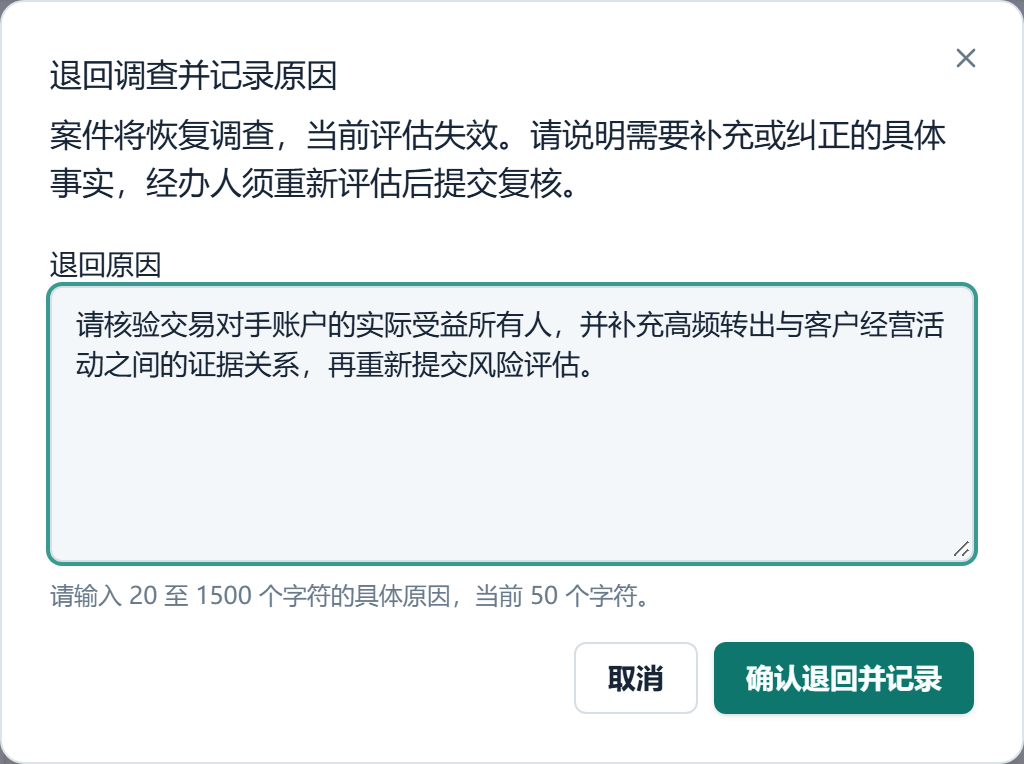 退回调查并记录原因
案件将恢复调查，当前评估失效。请说明需要补充或纠正的具体
事实，经办人须重新评估后提交复核。
退回原因
请核验交易对手账户的实际受益所有人，并补充高频转出与客户经营活
动之间的证据关系，再重新提交风险评估。
请输入 20 至 1500 个字符的具体原因，当前 50 个字符。
取消
确认退回并记录